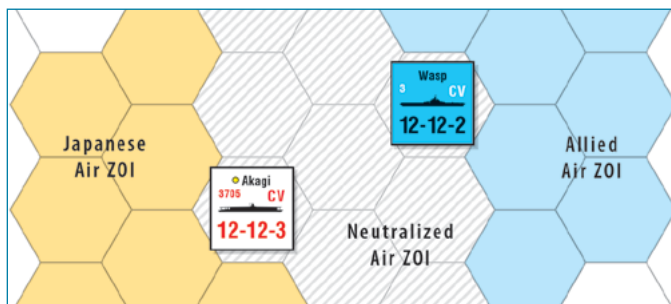 Wasp
3 CV
12-12-2
Japanese
Air ZOI
Allied
Air ZOI
Akagi
3705 CV
12-12-3
Neutralized
Air ZOI